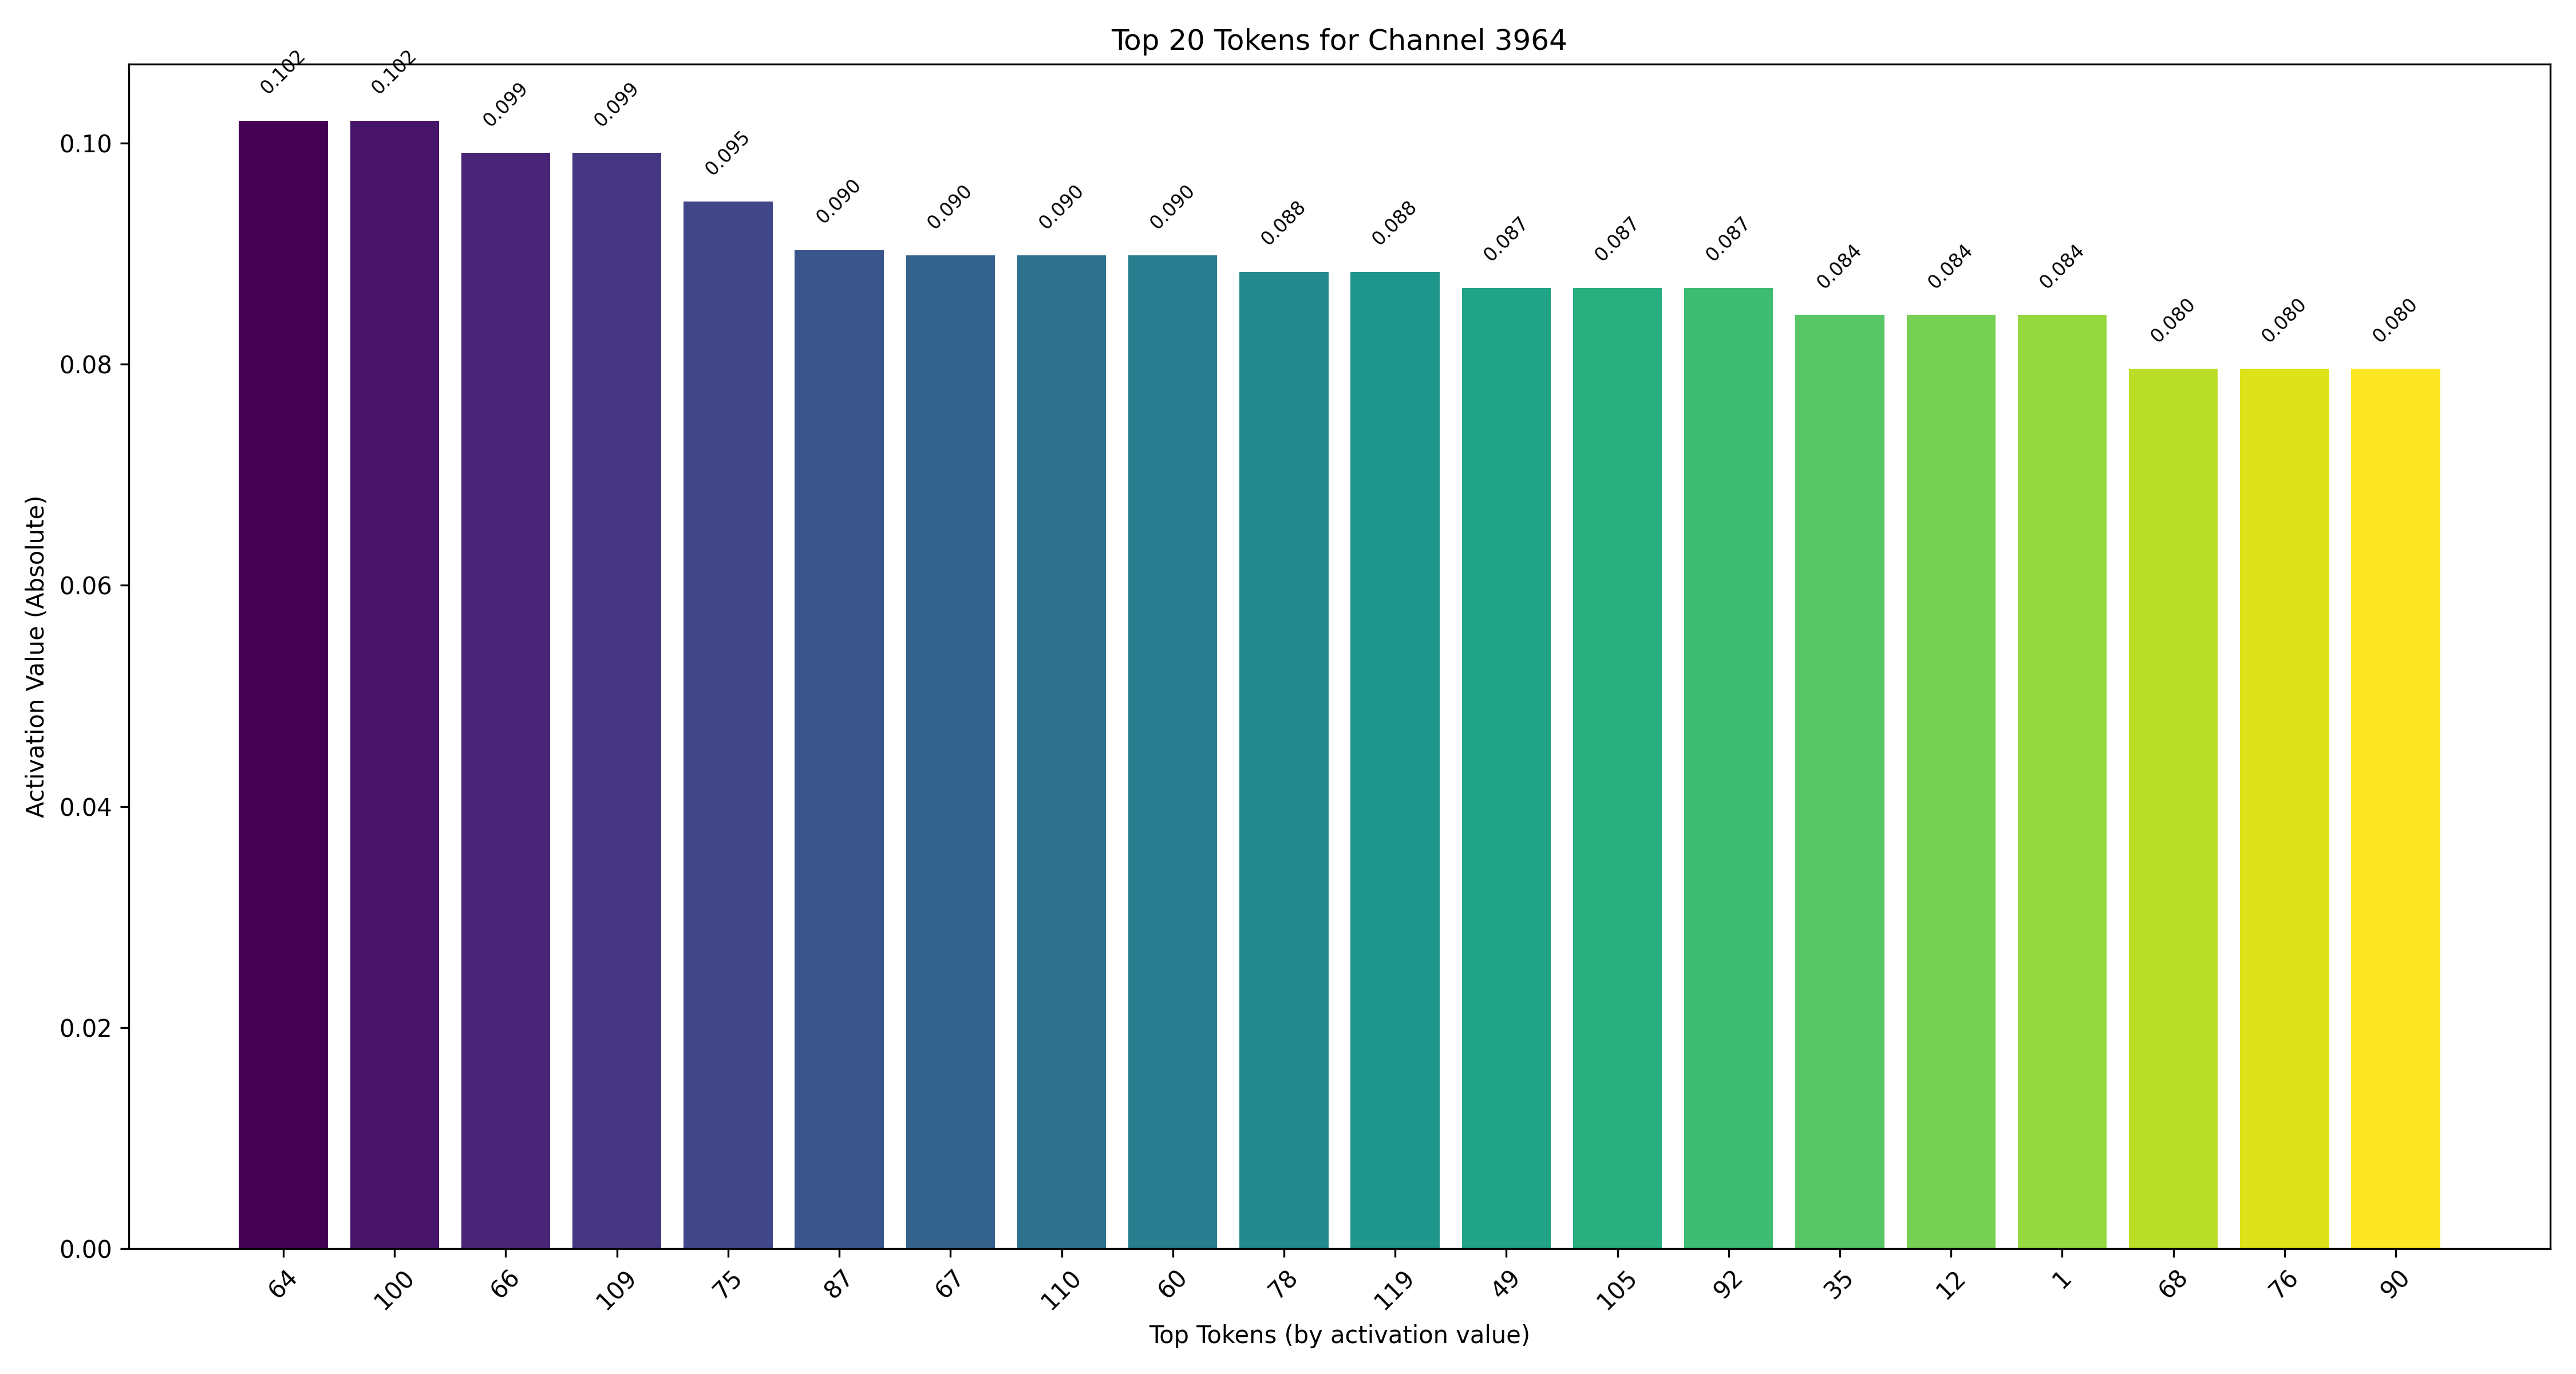 Top 20 Tokens for Channel 3964
0.102 0.102 0.099 0.099 0.095 0.090 0.090 0.090 0.090 0.088 0.088 0.087 0.087 0.087 0.084 0.084 0.084 0.080 0.080 0.080
Activation Value (Absolute)
0.10
0.08
0.06
0.04
0.02
0.00
64 100 66 109 75 87 67 110 60 78 119 49 105 92 35 12 1 68 76 90
Top Tokens (by activation value)